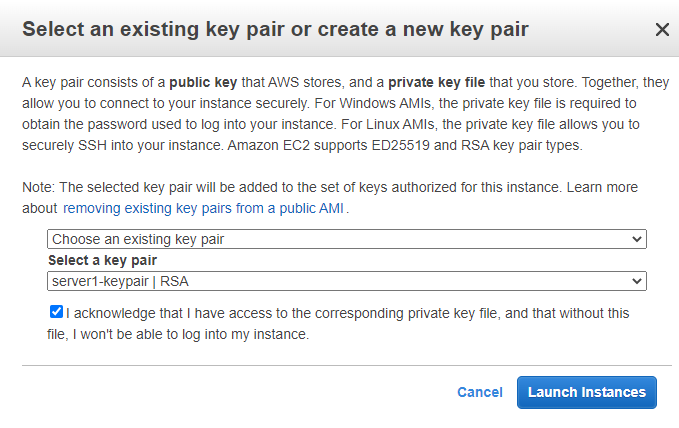 Select an existing key pair or create a new key pair
A key pair consists of a public key that AWS stores, and a private key file that you store. Together, they
allow you to connect to your instance securely. For Windows AMIs, the private key file is required to
obtain the password used to log into your instance. For Linux AMIs, the private key file allows you to
securely SSH into your instance. Amazon EC2 supports ED25519 and RSA key pair types.
Note: The selected key pair will be added to the set of keys authorized for this instance. Learn more
about removing existing key pairs from a public AMI .
Choose an existing key pair
Select a key pair
server1-keypair | RSA
I acknowledge that I have access to the corresponding private key file, and that without this
file, I won't be able to log into my instance.
Cancel Launch Instances